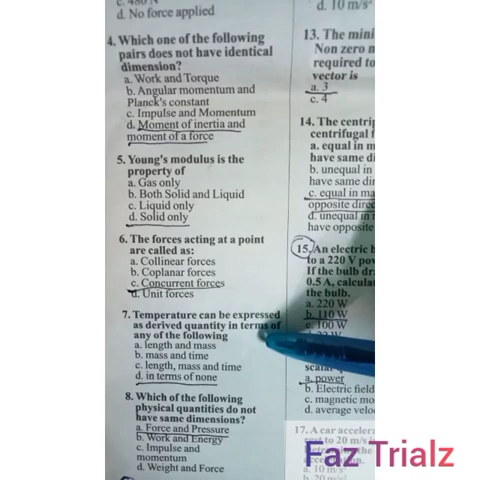 d. No force applied
4. Which one of the following
pairs does not have identical
dimension?
a. Work and Torque
b. Angular momentum and
Planck's constant
c. Impulse and Momentum
d. Moment of inertia and
moment of a force
5. Young's modulus is the
property of
a. Gas only
b. Both Solid and Liquid
c. Liquid only
d. Solid only
6. The forces acting at a point
are called as:
a. Collinear forces
b. Coplanar forces
c. Concurrent forces
d. Unit forces
7. Temperature can be expressed
as derived quantity in terms of
any of the following
a. length and mass
b. mass and time
c. length, mass and time
d. in terms of none
8. Which of the following
physical quantities do not
have same dimensions?
a. Force and Pressure
b. Work and Energy
c. Impulse and
momentum
d. Weight and Force
d. 10 m/s²
13. The mini
Non zero n
required to
vector is
a. 3
c. 4
14. The centrip
centrifugal f
a. equal in m
have same di
b. unequal in
have same dir
c. equal in ma
opposite direc
d. unequal in
have opposite
15. An electric b
to a 220 V pow
If the bulb dr
0.5 A, calcula
the bulb.
a. 220 W
b. 110 W
c. 100 W
scalar
a. power
b. Electric field
c. magnetic mo
d. average velo
17. A car acceler
rest to 20 m/s
the
a. 10 m/s
Faz Trialz